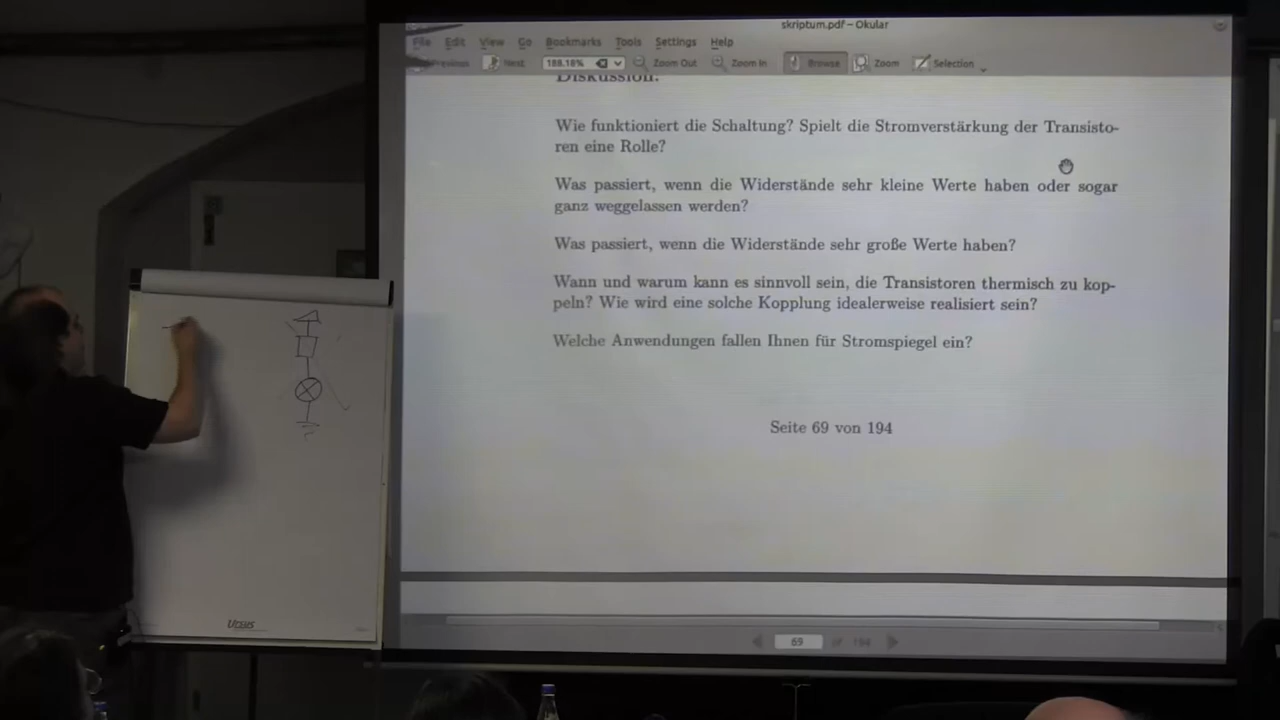 skriptum.pdf – Okular
File Edit View Go Bookmarks Tools Settings Help
Previous Next 188.18% Zoom Out Zoom In Browse Zoom Selection
Diskussion:
Wie funktioniert die Schaltung? Spielt die Stromverstärkung der Transisto-
ren eine Rolle?
Was passiert, wenn die Widerstände sehr kleine Werte haben oder sogar
ganz weggelassen werden?
Was passiert, wenn die Widerstände sehr große Werte haben?
Wann und warum kann es sinnvoll sein, die Transistoren thermisch zu kop-
peln? Wie wird eine solche Kopplung idealerweise realisiert sein?
Welche Anwendungen fallen Ihnen für Stromspiegel ein?
Seite 69 von 194
69 of 194